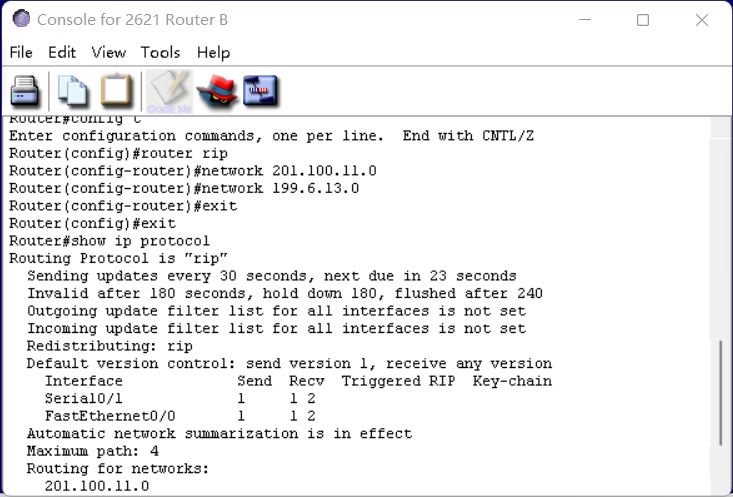 Console for 2621 Router B
File Edit View Tools Help
Grade Me
Router#config t
Enter configuration commands, one per line.  End with CNTL/Z
Router(config)#router rip
Router(config-router)#network 201.100.11.0
Router(config-router)#network 199.6.13.0
Router(config-router)#exit
Router(config)#exit
Router#show ip protocol
Routing Protocol is "rip"
  Sending updates every 30 seconds, next due in 23 seconds
  Invalid after 180 seconds, hold down 180, flushed after 240
  Outgoing update filter list for all interfaces is not set
  Incoming update filter list for all interfaces is not set
  Redistributing: rip
  Default version control: send version 1, receive any version
    Interface             Send  Recv  Triggered RIP  Key-chain
    Serial0/1             1     1 2
    FastEthernet0/0       1     1 2
  Automatic network summarization is in effect
  Maximum path: 4
  Routing for networks:
    201.100.11.0